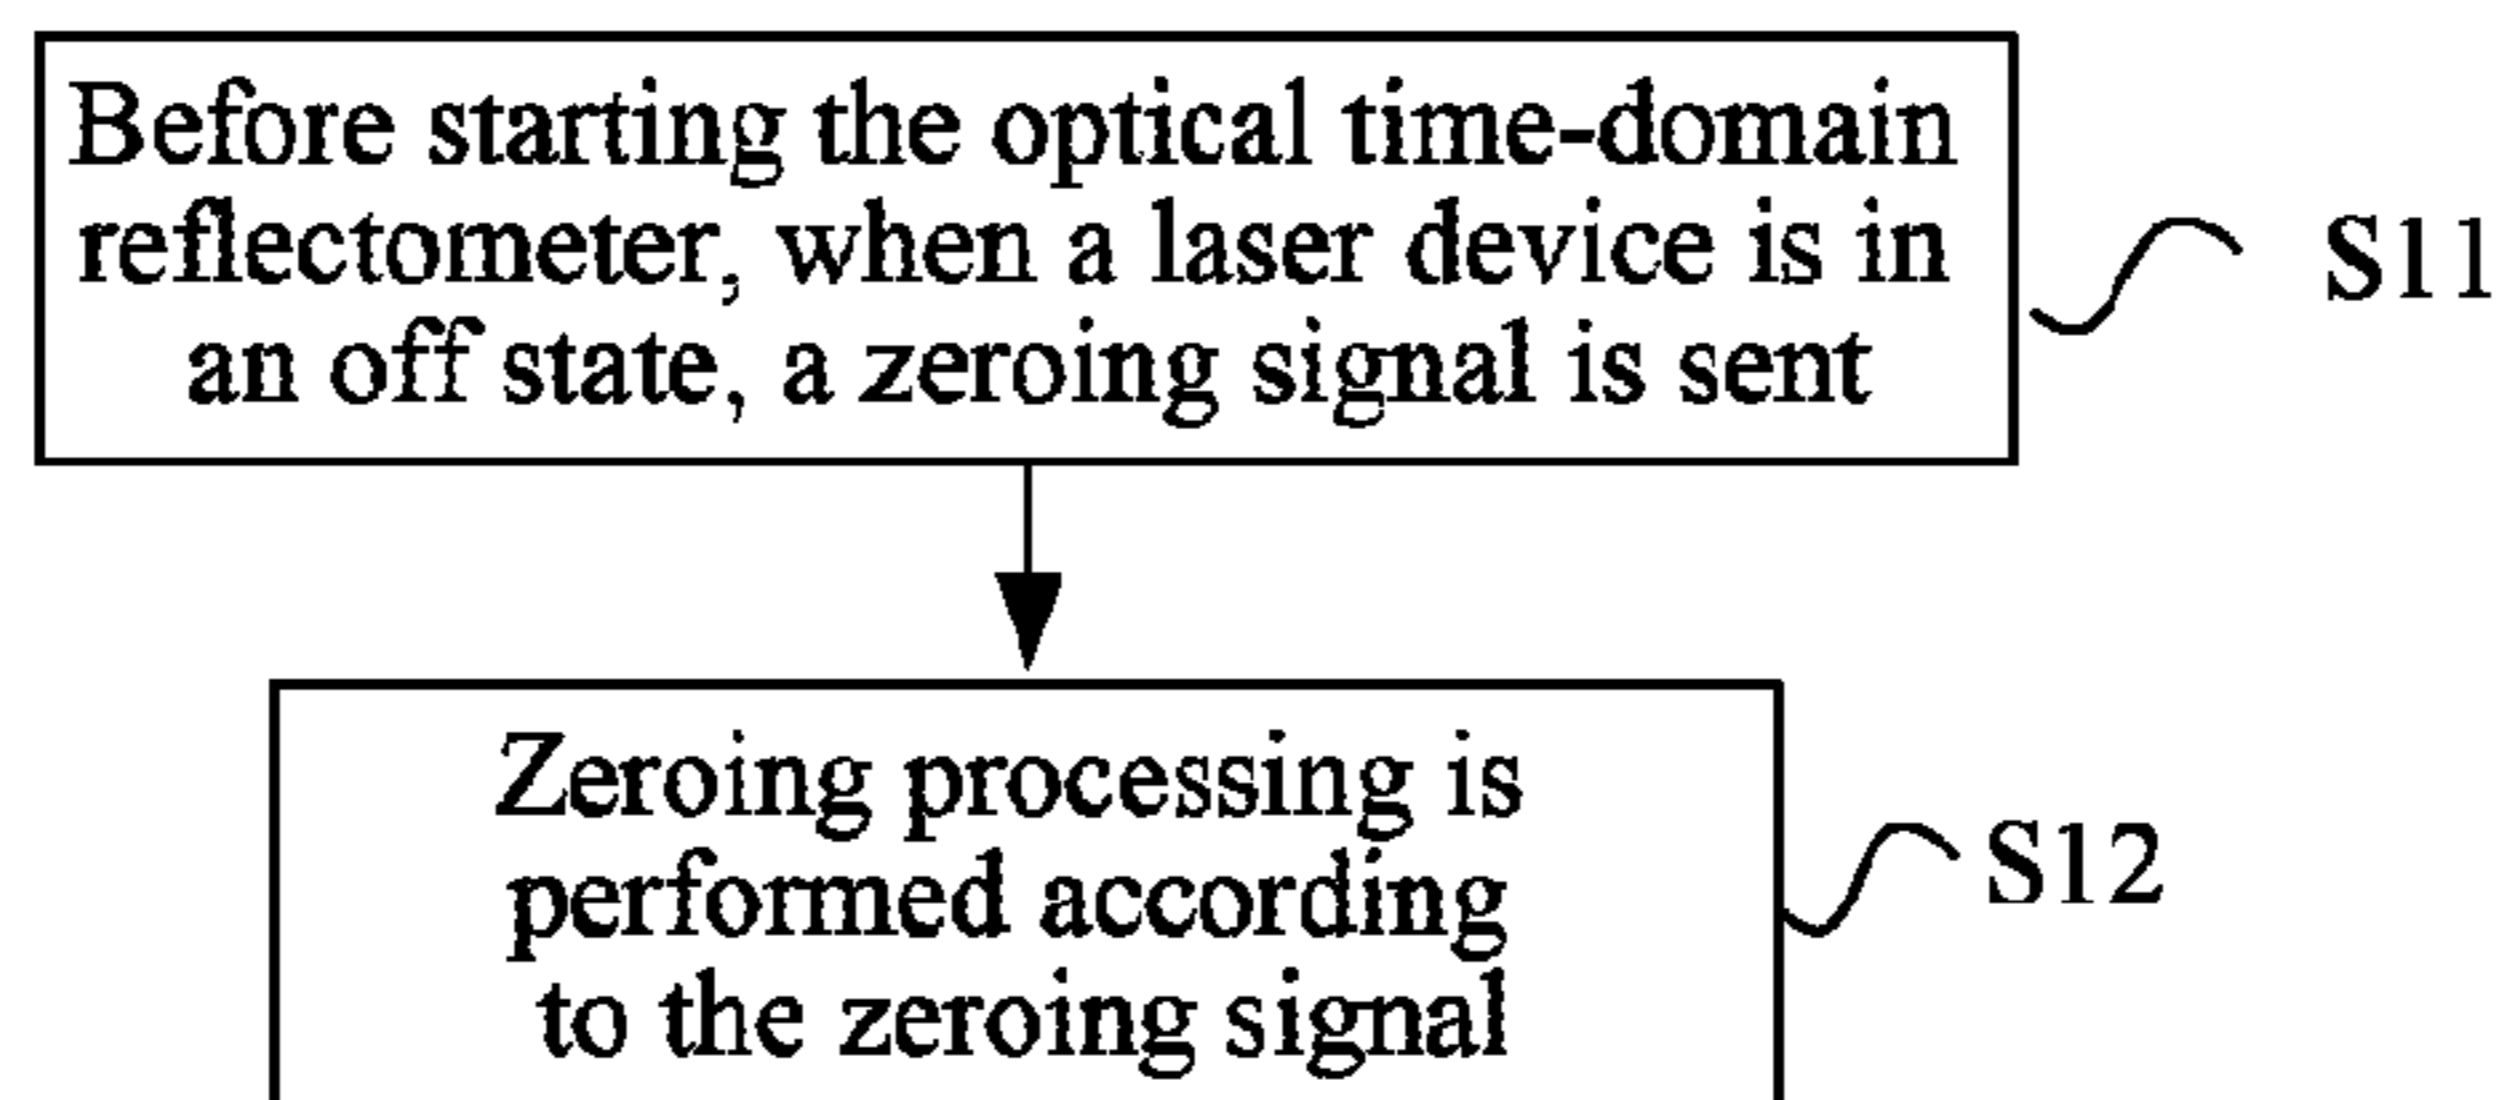 Before starting the optical time-domain
reflectometer, when a laser device is in
an off state, a zeroing signal is sent
S11
Zeroing processing is
performed according
to the zeroing signal
S12